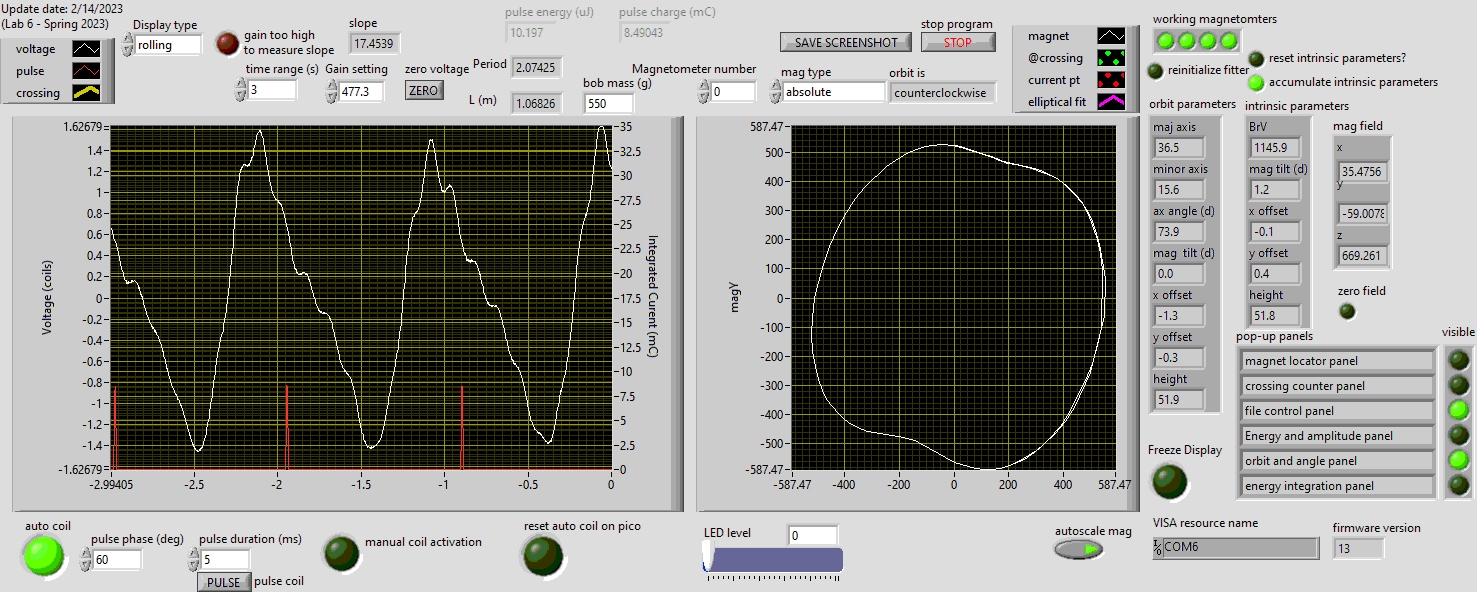 Update date: 2/14/2023
(Lab 6 - Spring 2023)
voltage
pulse
crossing
Display type
rolling
gain too high
to measure slope
slope
17.4539
time range (s)
3
Gain setting
477.3
zero voltage
ZERO
pulse energy (uJ)
10.197
pulse charge (mC)
8.49043
Period
2.07425
L (m)
1.06826
bob mass (g)
550
Magnetometer number
0
SAVE SCREENSHOT
stop program
STOP
mag type
absolute
orbit is
counterclockwise
magnet
@crossing
current pt
elliptical fit
working magnetomters
reinitialize fitter
reset intrinsic parameters?
accumulate intrinsic parameters
orbit parameters
maj axis
36.5
minor axis
15.6
ax angle (d)
73.9
mag tilt (d)
0.0
x offset
-1.3
y offset
-0.3
height
51.9
intrinsic parameters
BrV
1145.9
mag tilt (d)
1.2
x offset
-0.1
y offset
0.4
height
51.8
mag field
x
35.4756
y
-59.0078
z
669.261
zero field
pop-up panels
visible
magnet locator panel
crossing counter panel
file control panel
Energy and amplitude panel
orbit and angle panel
energy integration panel
Freeze Display
Voltage (coils)
1.62679
1.4
1.2
1
0.8
0.6
0.4
0.2
0
-0.2
-0.4
-0.6
-0.8
-1
-1.2
-1.4
-1.62679
-2.99405
-2.5
-2
-1.5
-1
-0.5
0
35
32.5
30
27.5
25
22.5
20
17.5
15
12.5
10
7.5
5
2.5
0
Integrated Current (mC)
magY
587.47
500
400
300
200
100
0
-100
-200
-300
-400
-500
-587.47
-587.47
-400
-200
0
200
400
587.47
auto coil
pulse phase (deg)
60
pulse duration (ms)
5
PULSE
pulse coil
manual coil activation
reset auto coil on pico
LED level
0
autoscale mag
VISA resource name
COM6
firmware version
13